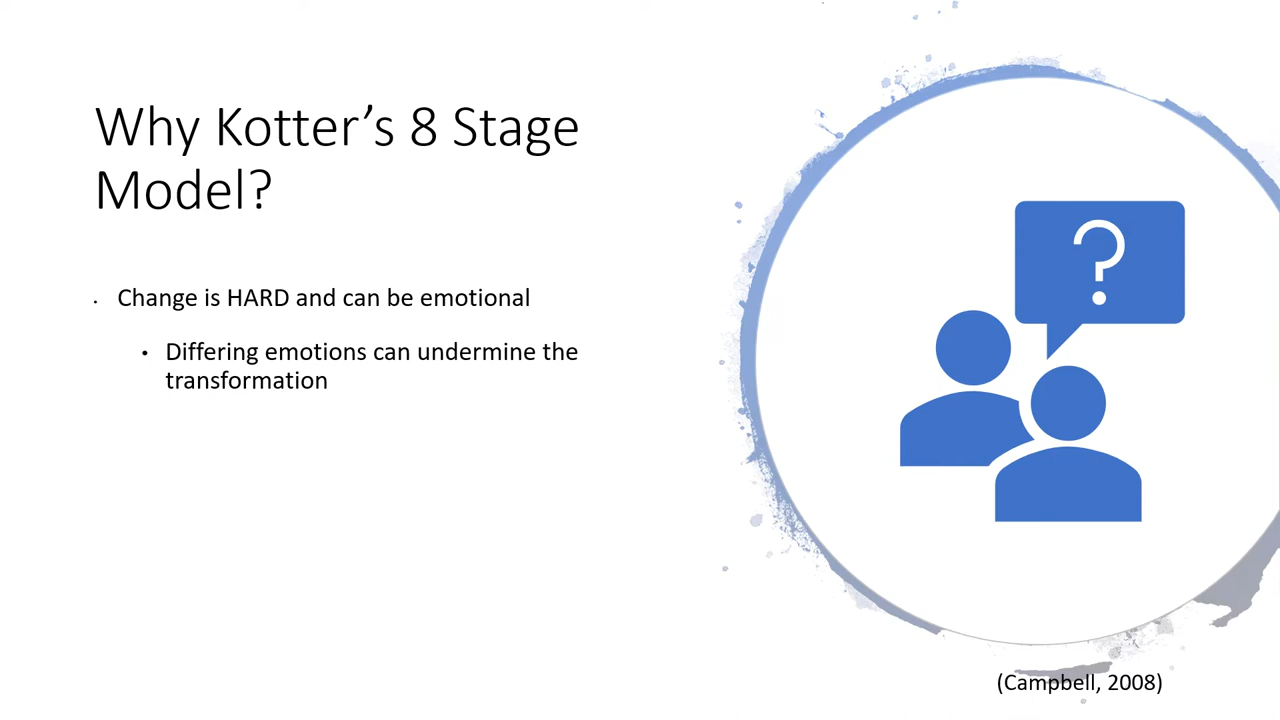 Why Kotter’s 8 Stage
Model?
• Change is HARD and can be emotional
• Differing emotions can undermine the
transformation
?
(Campbell, 2008)